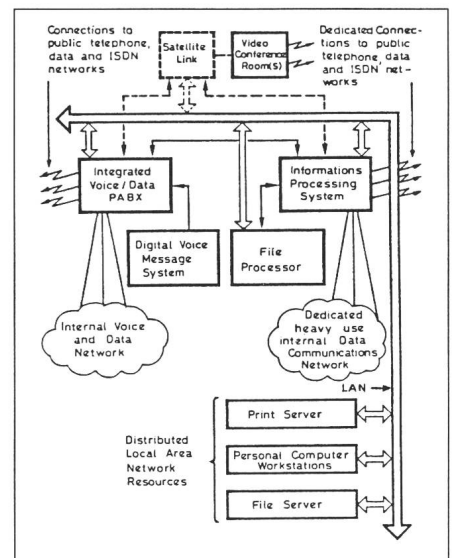 Connections to
public telephone,
data and ISDN
networks
Satellite
Link
Video
Conference
Room(s)
Dedicated Connec-
tions to public
telephone, data
and ISDN net-
works
Integrated
Voice/Data
PABX
Informations
Processing
System
Digital Voice
Message
System
File
Processor
Internal Voice
and Data
Network
Dedicated
heavy use
internal Data
Communications
Network
LAN
Distributed
Local Area
Network
Resources
Print Server
Personal Computer
Workstations
File Server